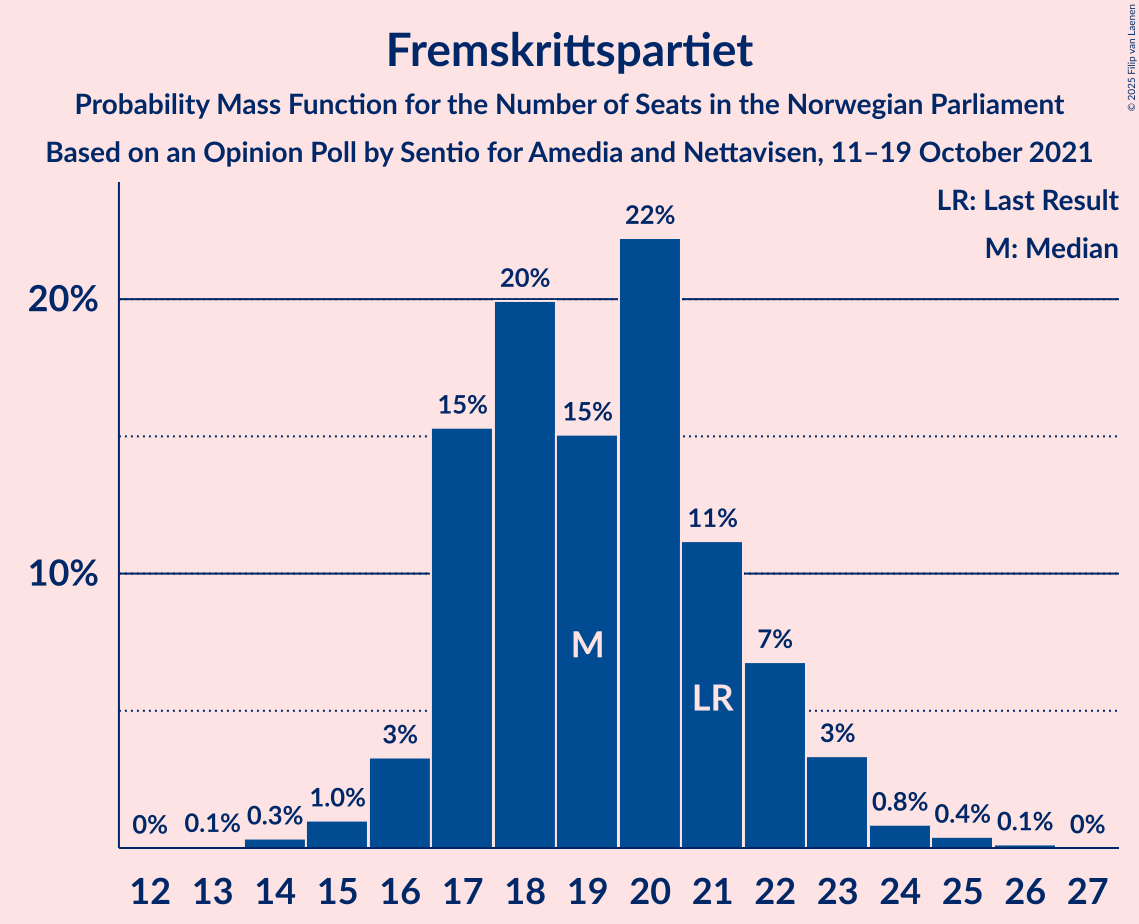 Fremskrittspartiet
Probability Mass Function for the Number of Seats in the Norwegian Parliament
Based on an Opinion Poll by Sentio for Amedia and Nettavisen, 11–19 October 2021
© 2025 Filip van Laenen
LR: Last Result
M: Median
20%
10%
0% 0.1% 0.3% 1.0% 3% 15% 20% 15% 22% 11% 7% 3% 0.8% 0.4% 0.1% 0%
M
LR
12 13 14 15 16 17 18 19 20 21 22 23 24 25 26 27